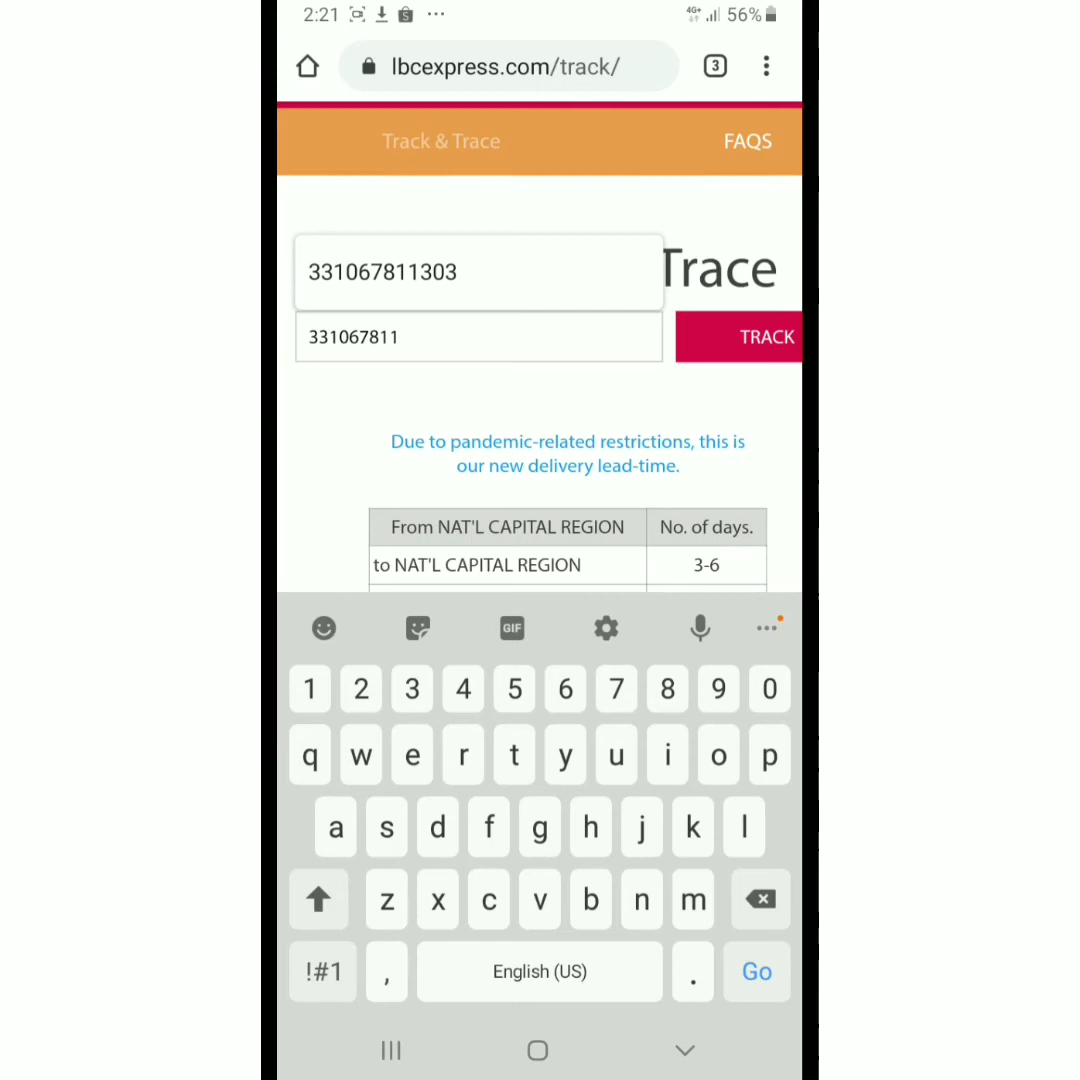 2:21 56%
4G+
lbcexpress.com/track/ 3
Track & Trace FAQS
331067811303 Trace
331067811 TRACK
Due to pandemic-related restrictions, this is
our new delivery lead-time.
From NAT'L CAPITAL REGION No. of days.
to NAT'L CAPITAL REGION 3-6
GIF
1 2 3 4 5 6 7 8 9 0
q w e r t y u i o p
a s d f g h j k l
z x c v b n m
!#1 , English (US) . Go